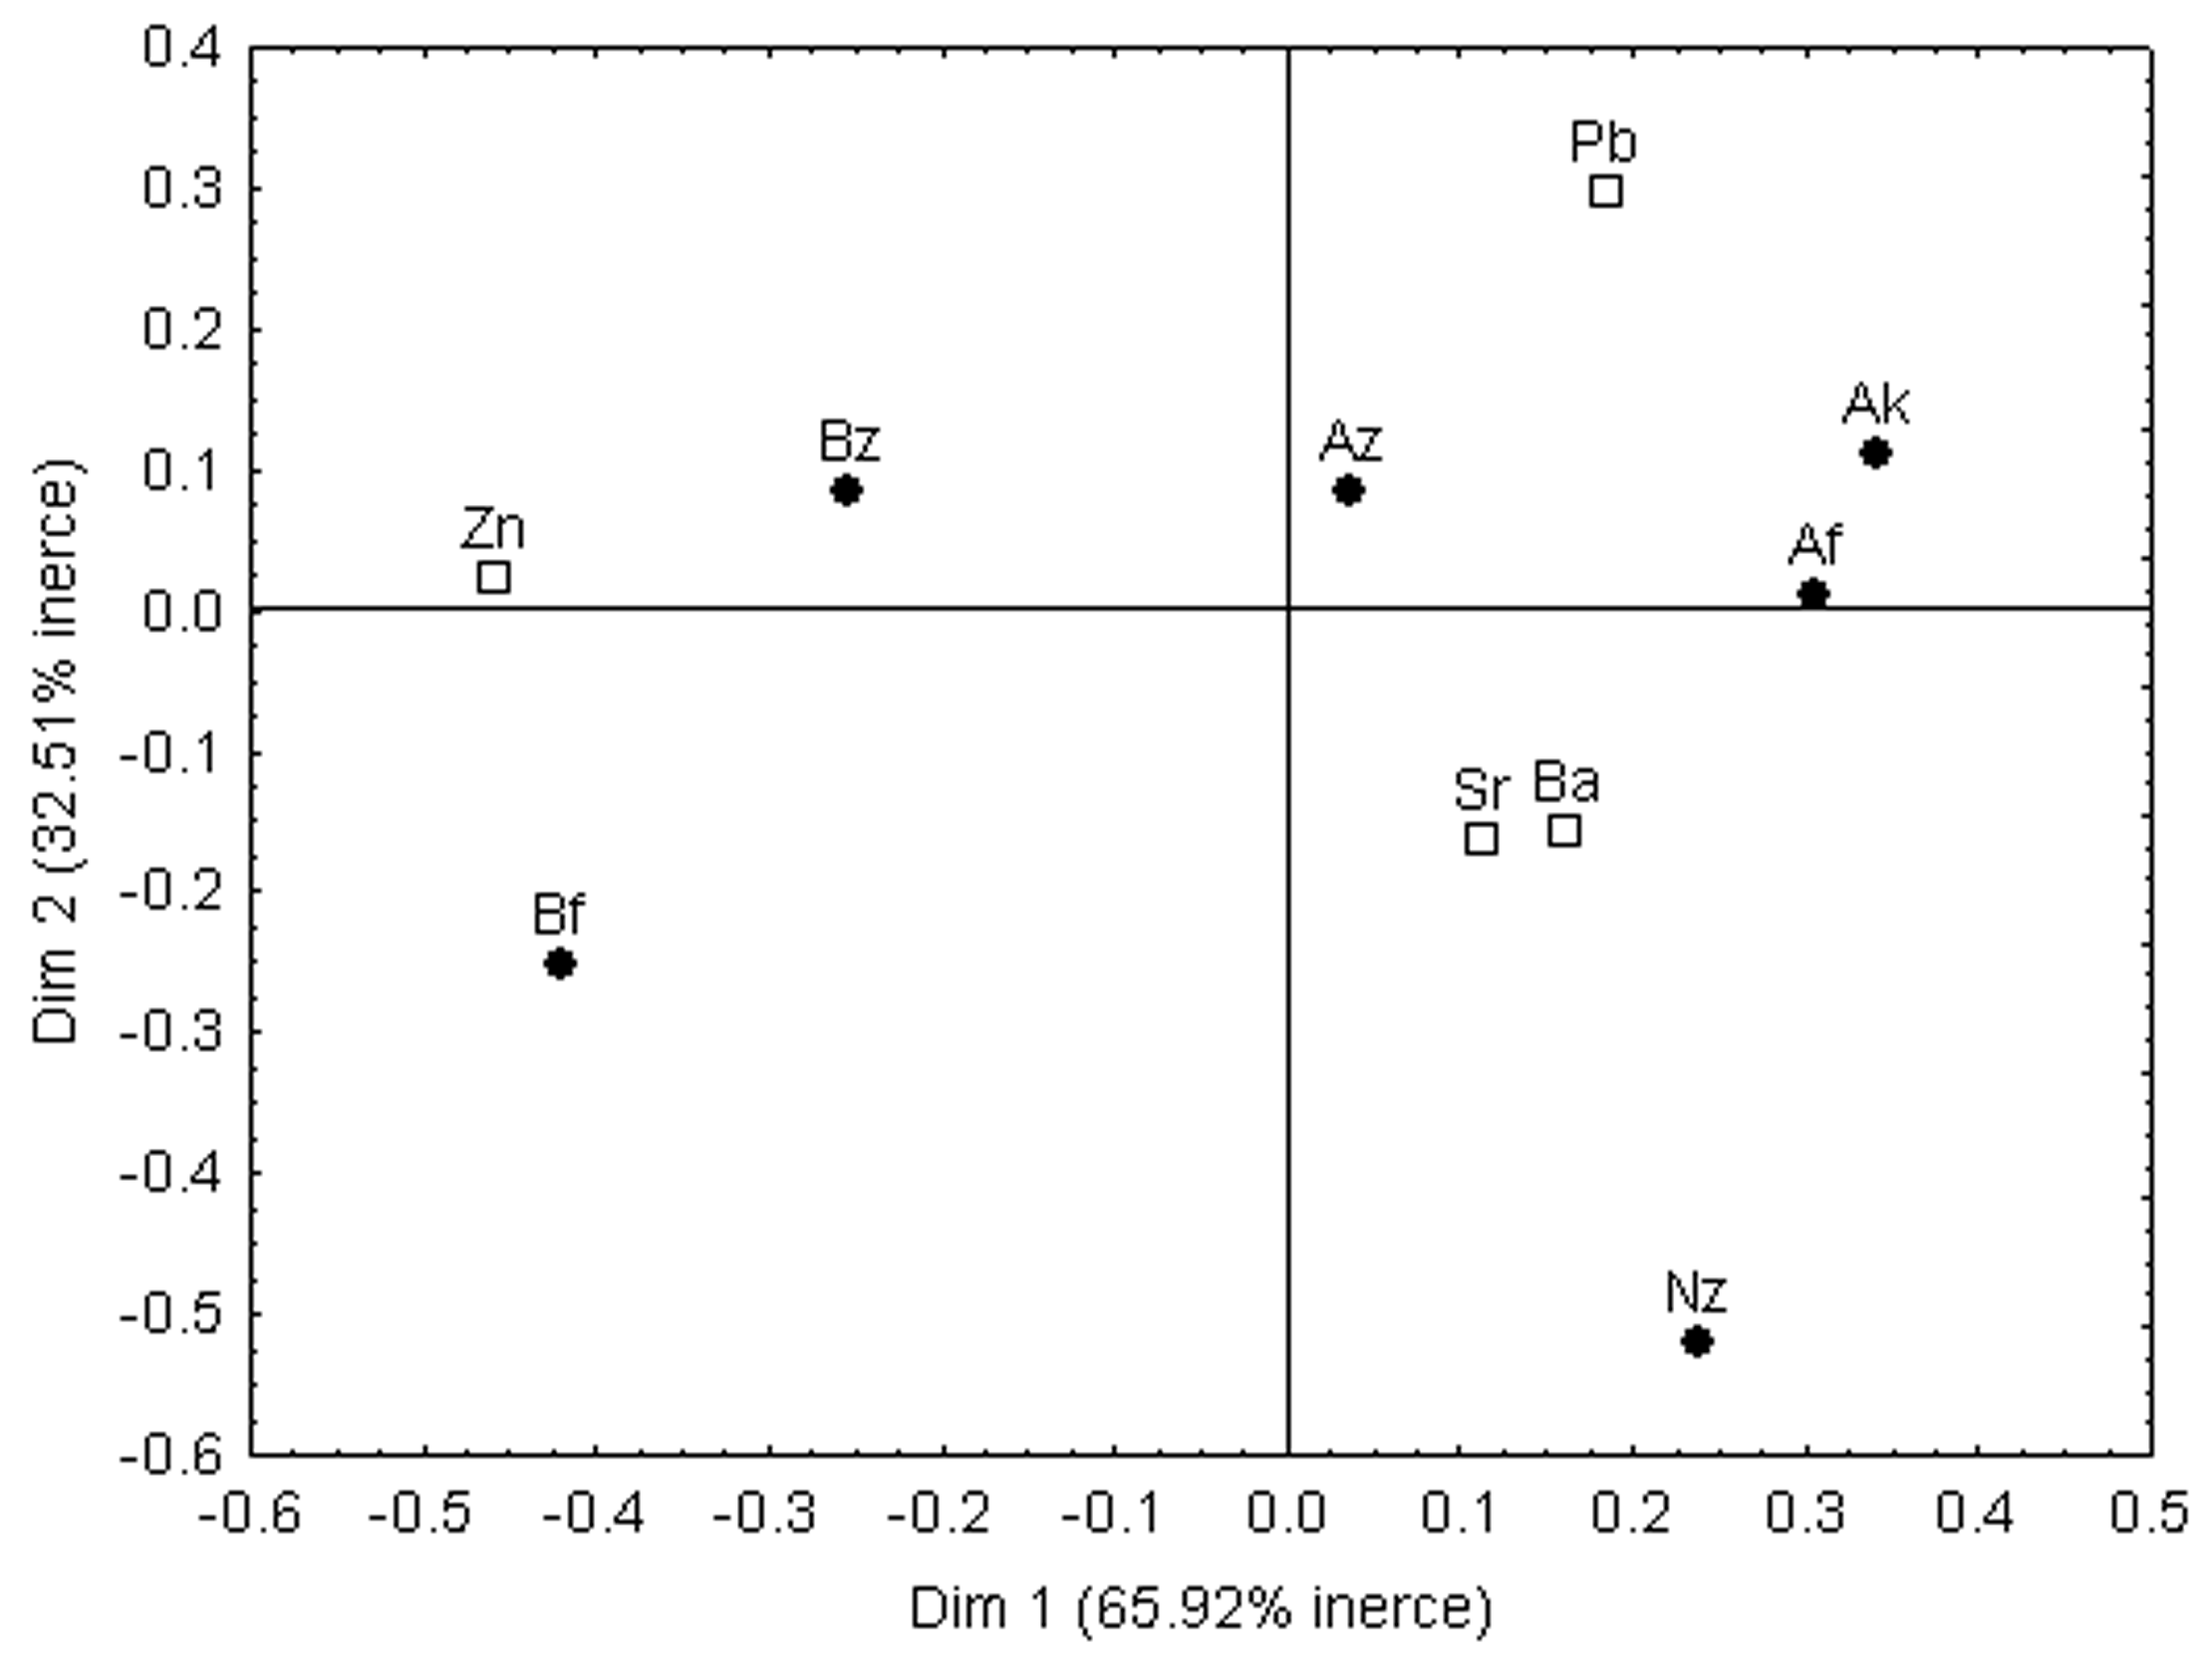 0.4
0.3
0.2
0.1
0.0
-0.1
-0.2
-0.3
-0.4
-0.5
-0.6
Dim 2 (32.51% inerce)
Pb
Ak
Bz
Az
Zn
Af
Sr
Ba
Bf
Nz
-0.6 -0.5 -0.4 -0.3 -0.2 -0.1 0.0 0.1 0.2 0.3 0.4 0.5
Dim 1 (65.92% inerce)